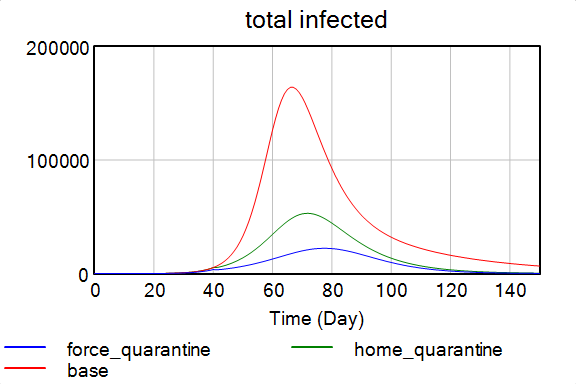 total infected
200000
100000
0
0 20 40 60 80 100 120 140
Time (Day)
force_quarantine home_quarantine
base